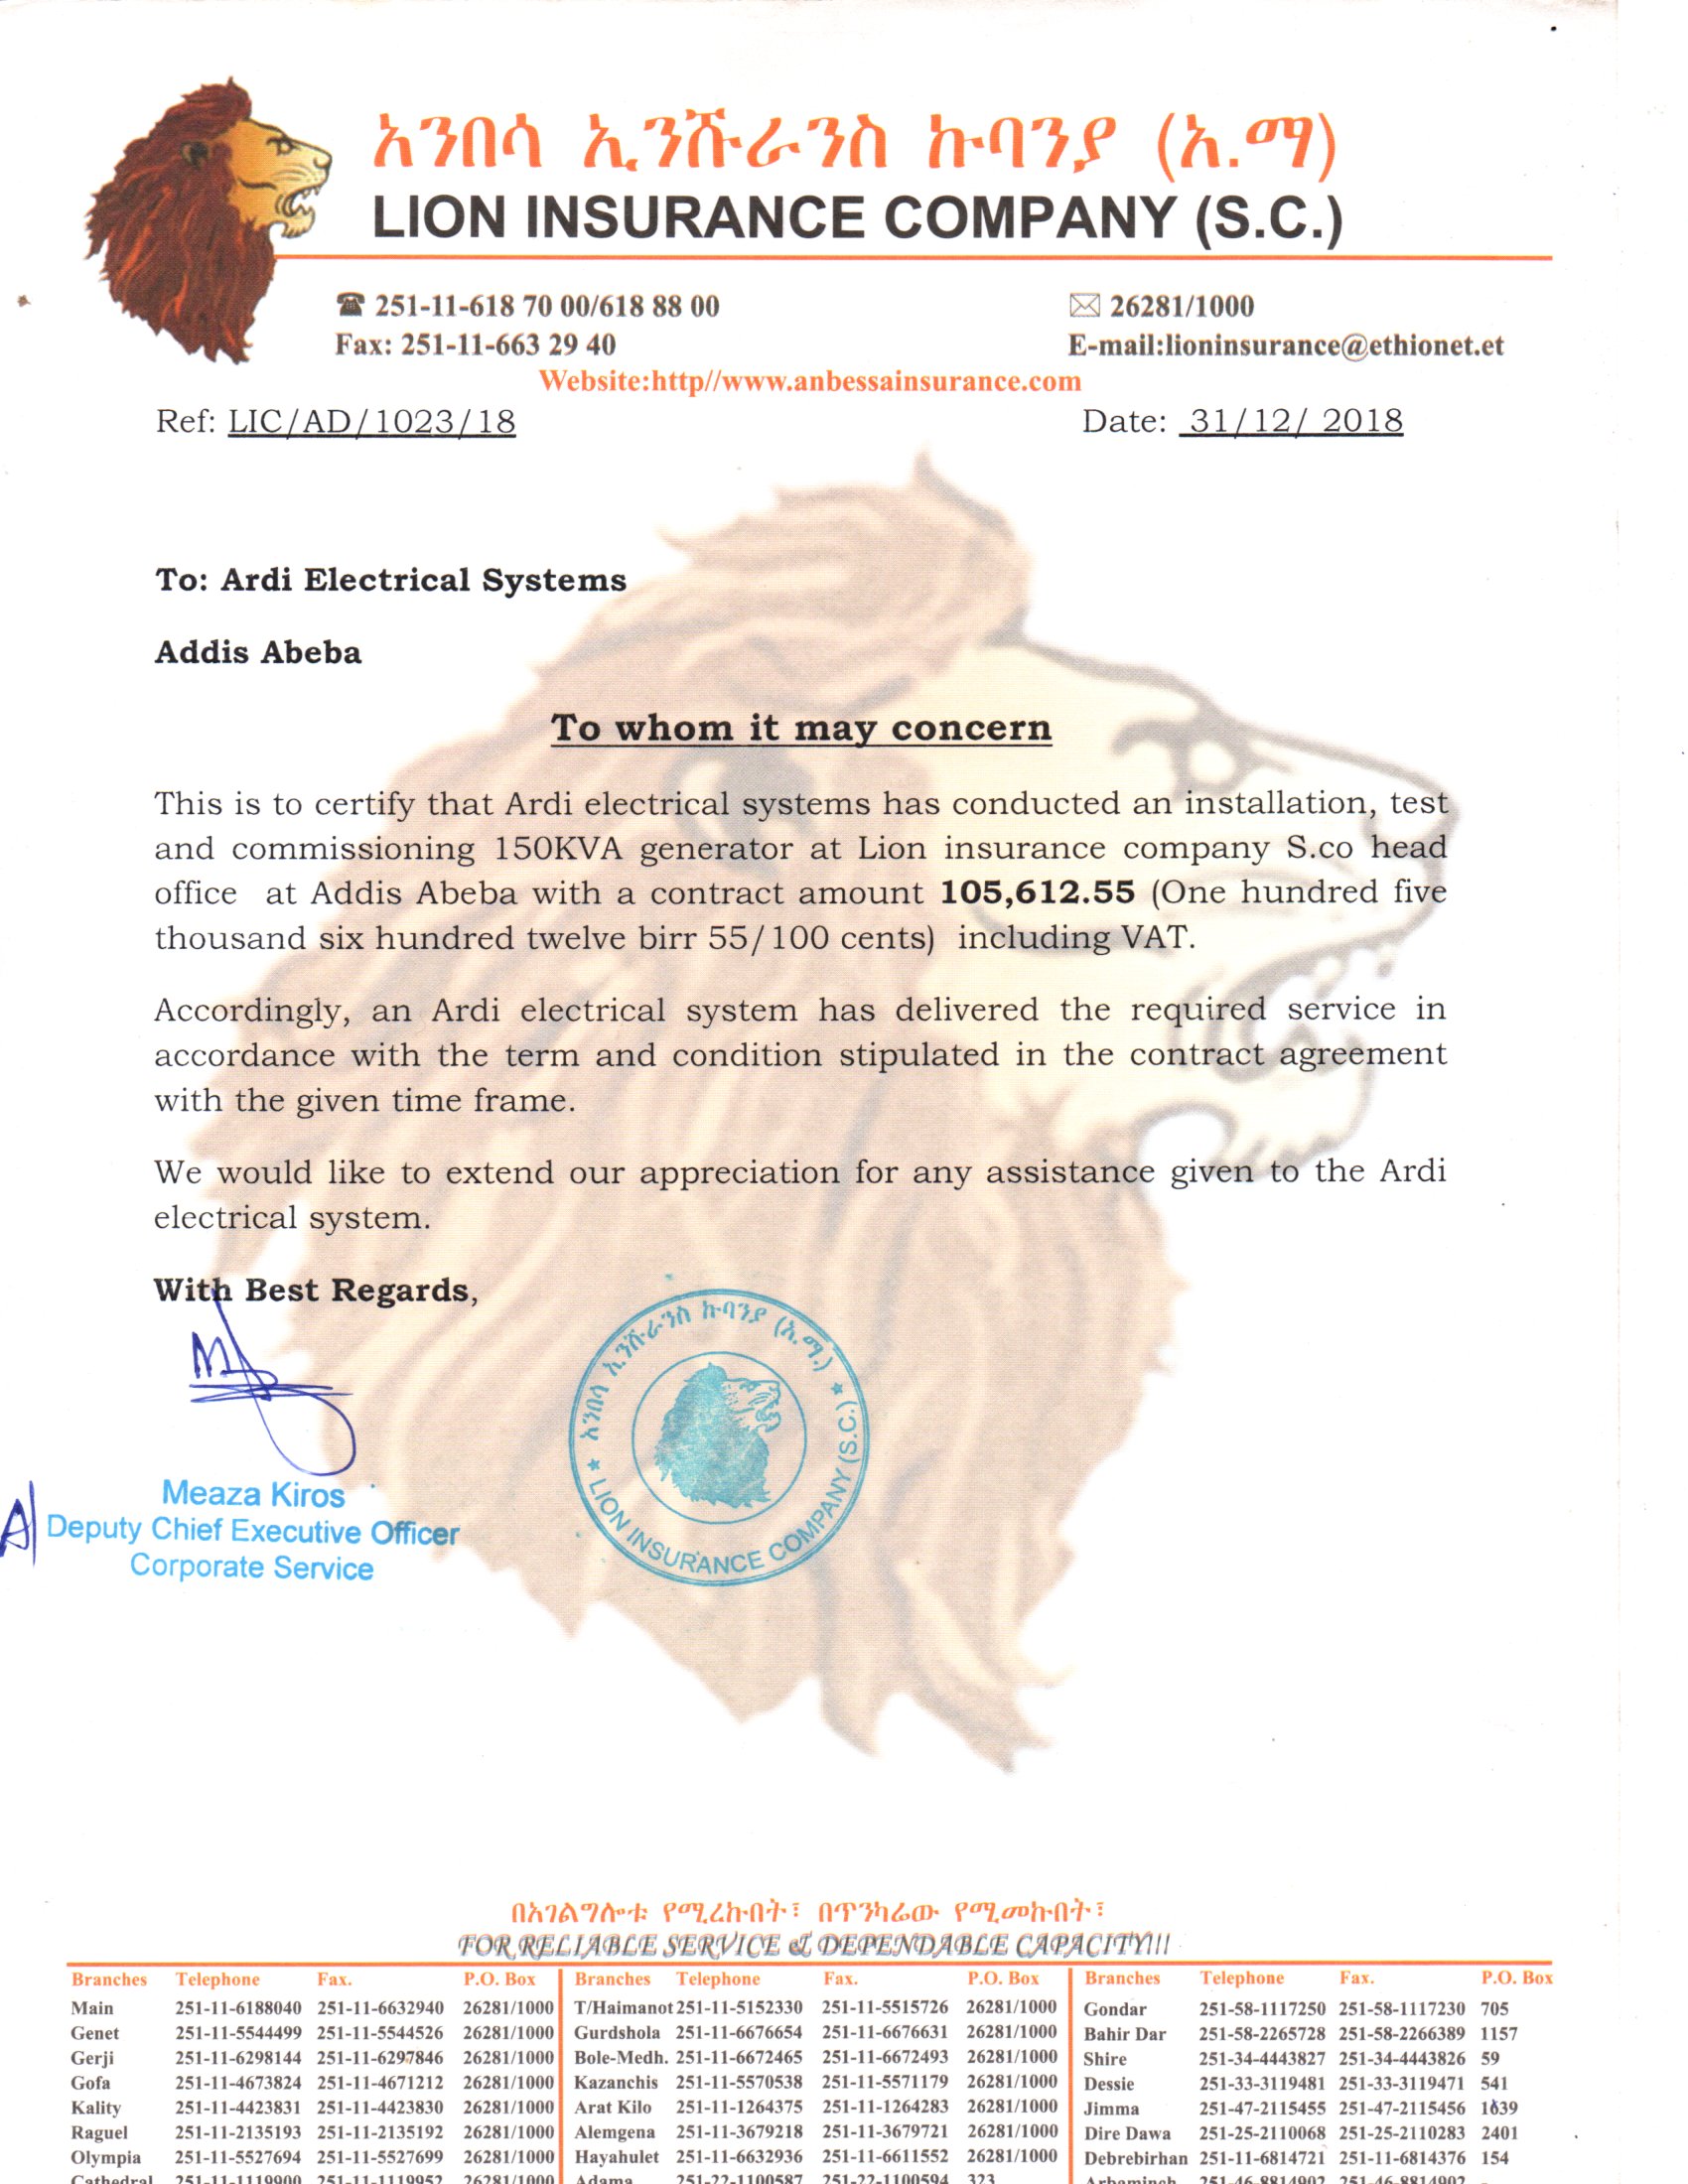 አንበሳ ኢንሹራንስ ኩባንያ (አ.ማ)
LION INSURANCE COMPANY (S.C.)
251-11-618 70 00/618 88 00
26281/1000
Fax: 251-11-663 29 40
E-mail:lioninsurance@ethionet.et
Website:http//www.anbessainsurance.com
Ref: LIC/AD/1023/18
Date: 31/12/ 2018
To: Ardi Electrical Systems
Addis Abeba
To whom it may concern
This is to certify that Ardi electrical systems has conducted an installation, test
and commissioning 150KVA generator at Lion insurance company S.co head
office at Addis Abeba with a contract amount 105,612.55 (One hundred five
thousand six hundred twelve birr 55/100 cents) including VAT.
Accordingly, an Ardi electrical system has delivered the required service in
accordance with the term and condition stipulated in the contract agreement
with the given time frame.
We would like to extend our appreciation for any assistance given to the Ardi
electrical system.
With Best Regards,
አንበሳ ኢንሹራንስ ኩባንያ (አ.ማ.)
LION INSURANCE COMPANY (S.C.)
Meaza Kiros
Deputy Chief Executive Officer
Corporate Service
በአገልግሎቱ የሚረኩበት፣ በጥንካሬው የሚመኩበት፣
FOR RELIABLE SERVICE & DEPENDABLE CAPACITY!!!
Branches Telephone Fax. P.O. Box Branches Telephone Fax. P.O. Box Branches Telephone Fax. P.O. Box
Main 251-11-6188040 251-11-6632940 26281/1000 T/Haimanot 251-11-5152330 251-11-5515726 26281/1000 Gondar 251-58-1117250 251-58-1117230 705
Genet 251-11-5544499 251-11-5544526 26281/1000 Gurdshola 251-11-6676654 251-11-6676631 26281/1000 Bahir Dar 251-58-2265728 251-58-2266389 1157
Gerji 251-11-6298144 251-11-6297846 26281/1000 Bole-Medh. 251-11-6672465 251-11-6672493 26281/1000 Shire 251-34-4443827 251-34-4443826 59
Gofa 251-11-4673824 251-11-4671212 26281/1000 Kazanchis 251-11-5570538 251-11-5571179 26281/1000 Dessie 251-33-3119481 251-33-3119471 541
Kality 251-11-4423831 251-11-4423830 26281/1000 Arat Kilo 251-11-1264375 251-11-1264283 26281/1000 Jimma 251-47-2115455 251-47-2115456
Raguel 251-11-2135193 251-11-2135192 26281/1000 Alemgena 251-11-3679218 251-11-3679721 26281/1000 Dire Dawa 251-25-2110068 251-25-2110283 2401
Olympia 251-11-5527694 251-11-5527699 26281/1000 Hayahulet 251-11-6632936 251-11-6611552 26281/1000 Debrebirhan 251-11-6814721 251-11-6814376 154
Cathedral 251-11-1119900 251-11-1119952 26281/1000 Adama 251-22-1100587 251-22-1100594 323 Arbaminch